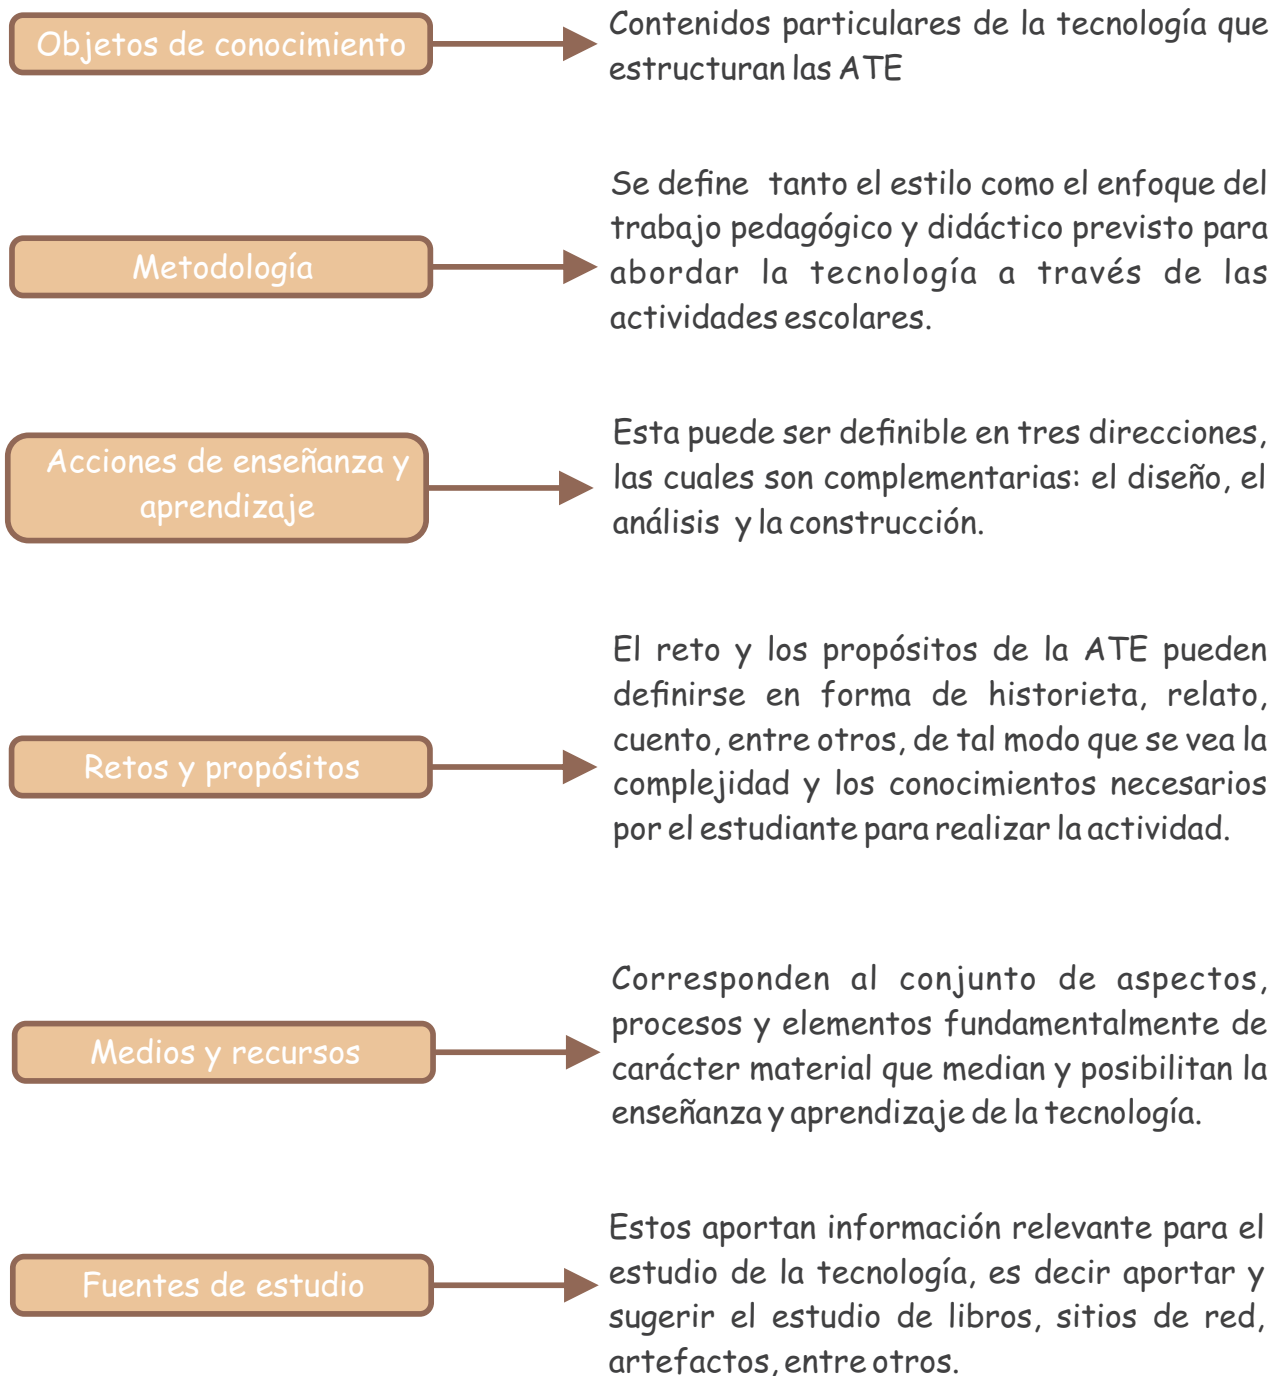 Objetos de conocimiento
Contenidos particulares de la tecnología que
estructuran las ATE
Metodología
Se define tanto el estilo como el enfoque del
trabajo pedagógico y didáctico previsto para
abordar la tecnología a través de las
actividades escolares.
Acciones de enseñanza y
aprendizaje
Esta puede ser definible en tres direcciones,
las cuales son complementarias: el diseño, el
análisis y la construcción.
Retos y propósitos
El reto y los propósitos de la ATE pueden
definirse en forma de historieta, relato,
cuento, entre otros, de tal modo que se vea la
complejidad y los conocimientos necesarios
por el estudiante para realizar la actividad.
Medios y recursos
Corresponden al conjunto de aspectos,
procesos y elementos fundamentalmente de
carácter material que median y posibilitan la
enseñanza y aprendizaje de la tecnología.
Fuentes de estudio
Estos aportan información relevante para el
estudio de la tecnología, es decir aportar y
sugerir el estudio de libros, sitios de red,
artefactos, entre otros.